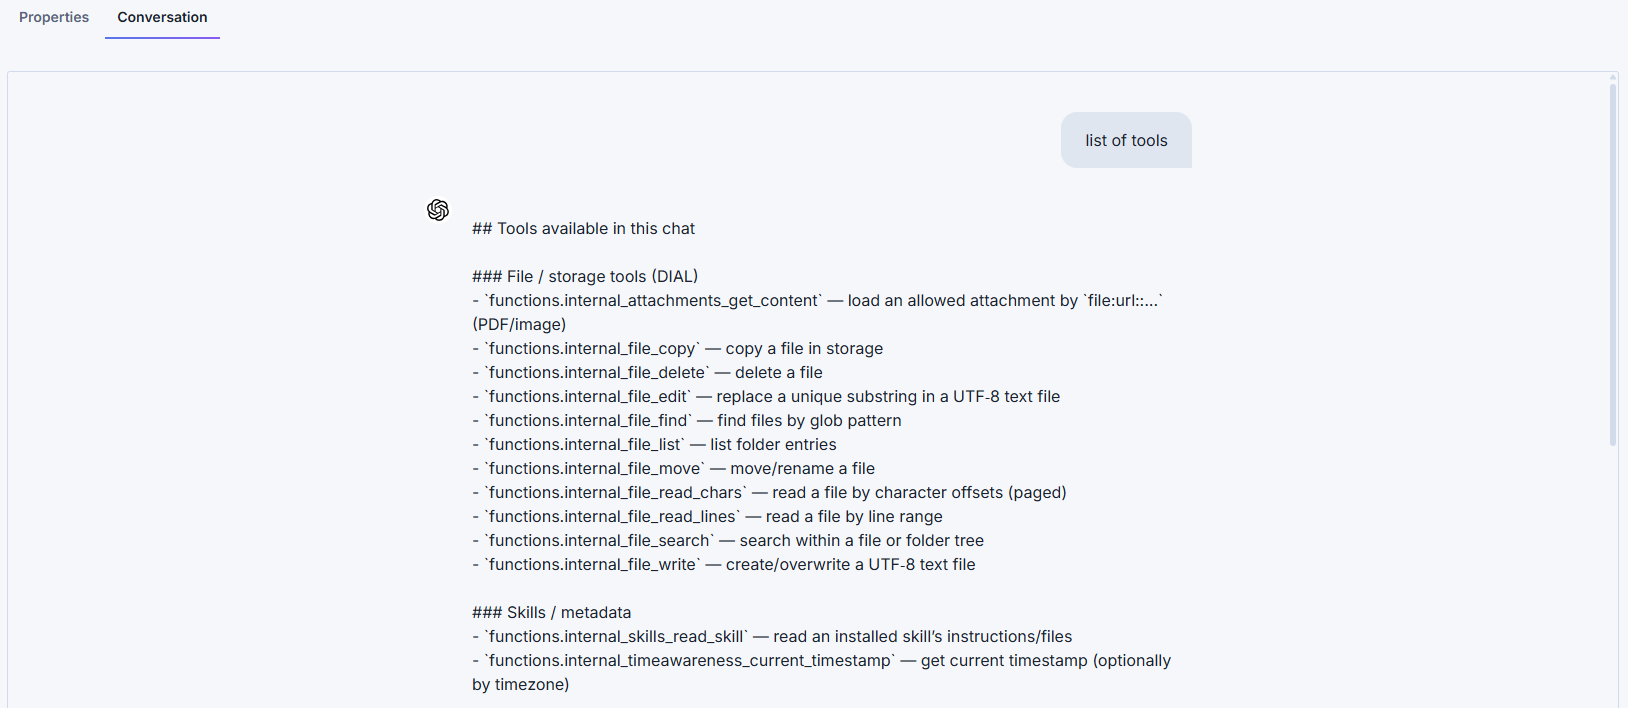 Properties
Conversation
list of tools
## Tools available in this chat
### File / storage tools (DIAL)
- `functions.internal_attachments_get_content` — load an allowed attachment by `file:url::...`
(PDF/image)
- `functions.internal_file_copy` — copy a file in storage
- `functions.internal_file_delete` — delete a file
- `functions.internal_file_edit` — replace a unique substring in a UTF-8 text file
- `functions.internal_file_find` — find files by glob pattern
- `functions.internal_file_list` — list folder entries
- `functions.internal_file_move` — move/rename a file
- `functions.internal_file_read_chars` — read a file by character offsets (paged)
- `functions.internal_file_read_lines` — read a file by line range
- `functions.internal_file_search` — search within a file or folder tree
- `functions.internal_file_write` — create/overwrite a UTF-8 text file
### Skills / metadata
- `functions.internal_skills_read_skill` — read an installed skill’s instructions/files
- `functions.internal_timeawareness_current_timestamp` — get current timestamp (optionally
by timezone)